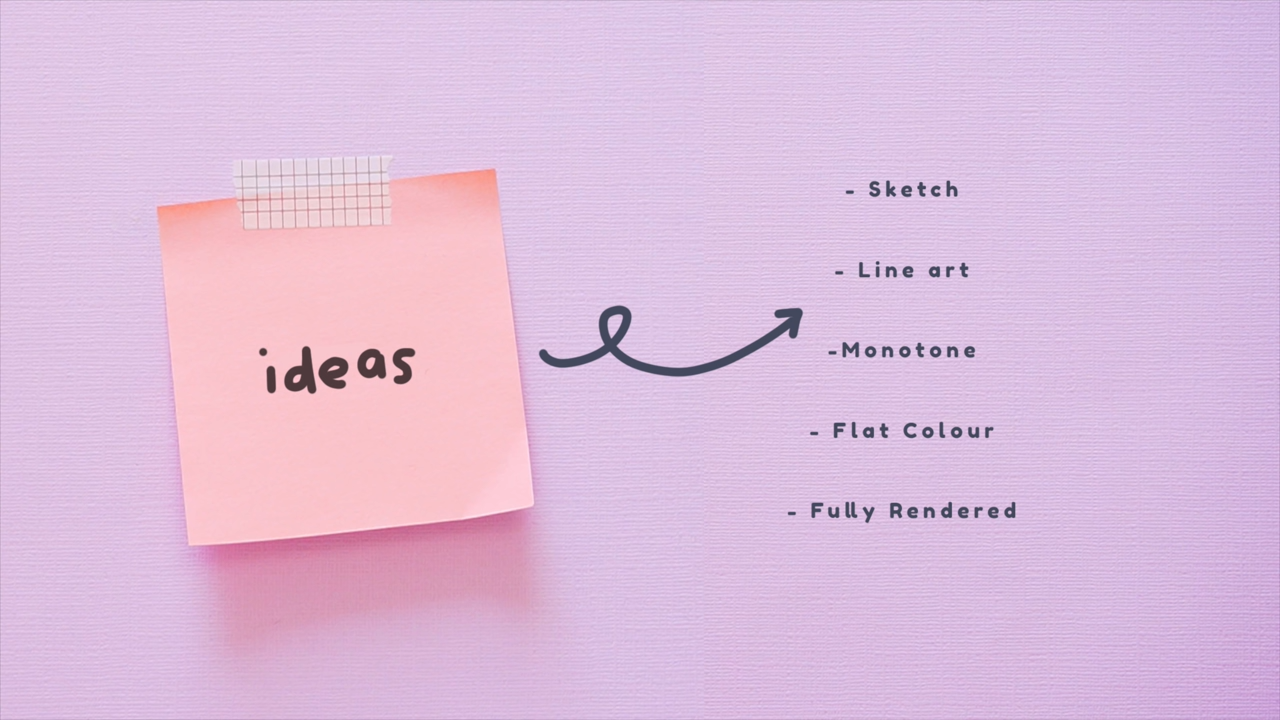 ideas
- Sketch
- Line art
-Monotone
- Flat Colour
- Fully Rendered